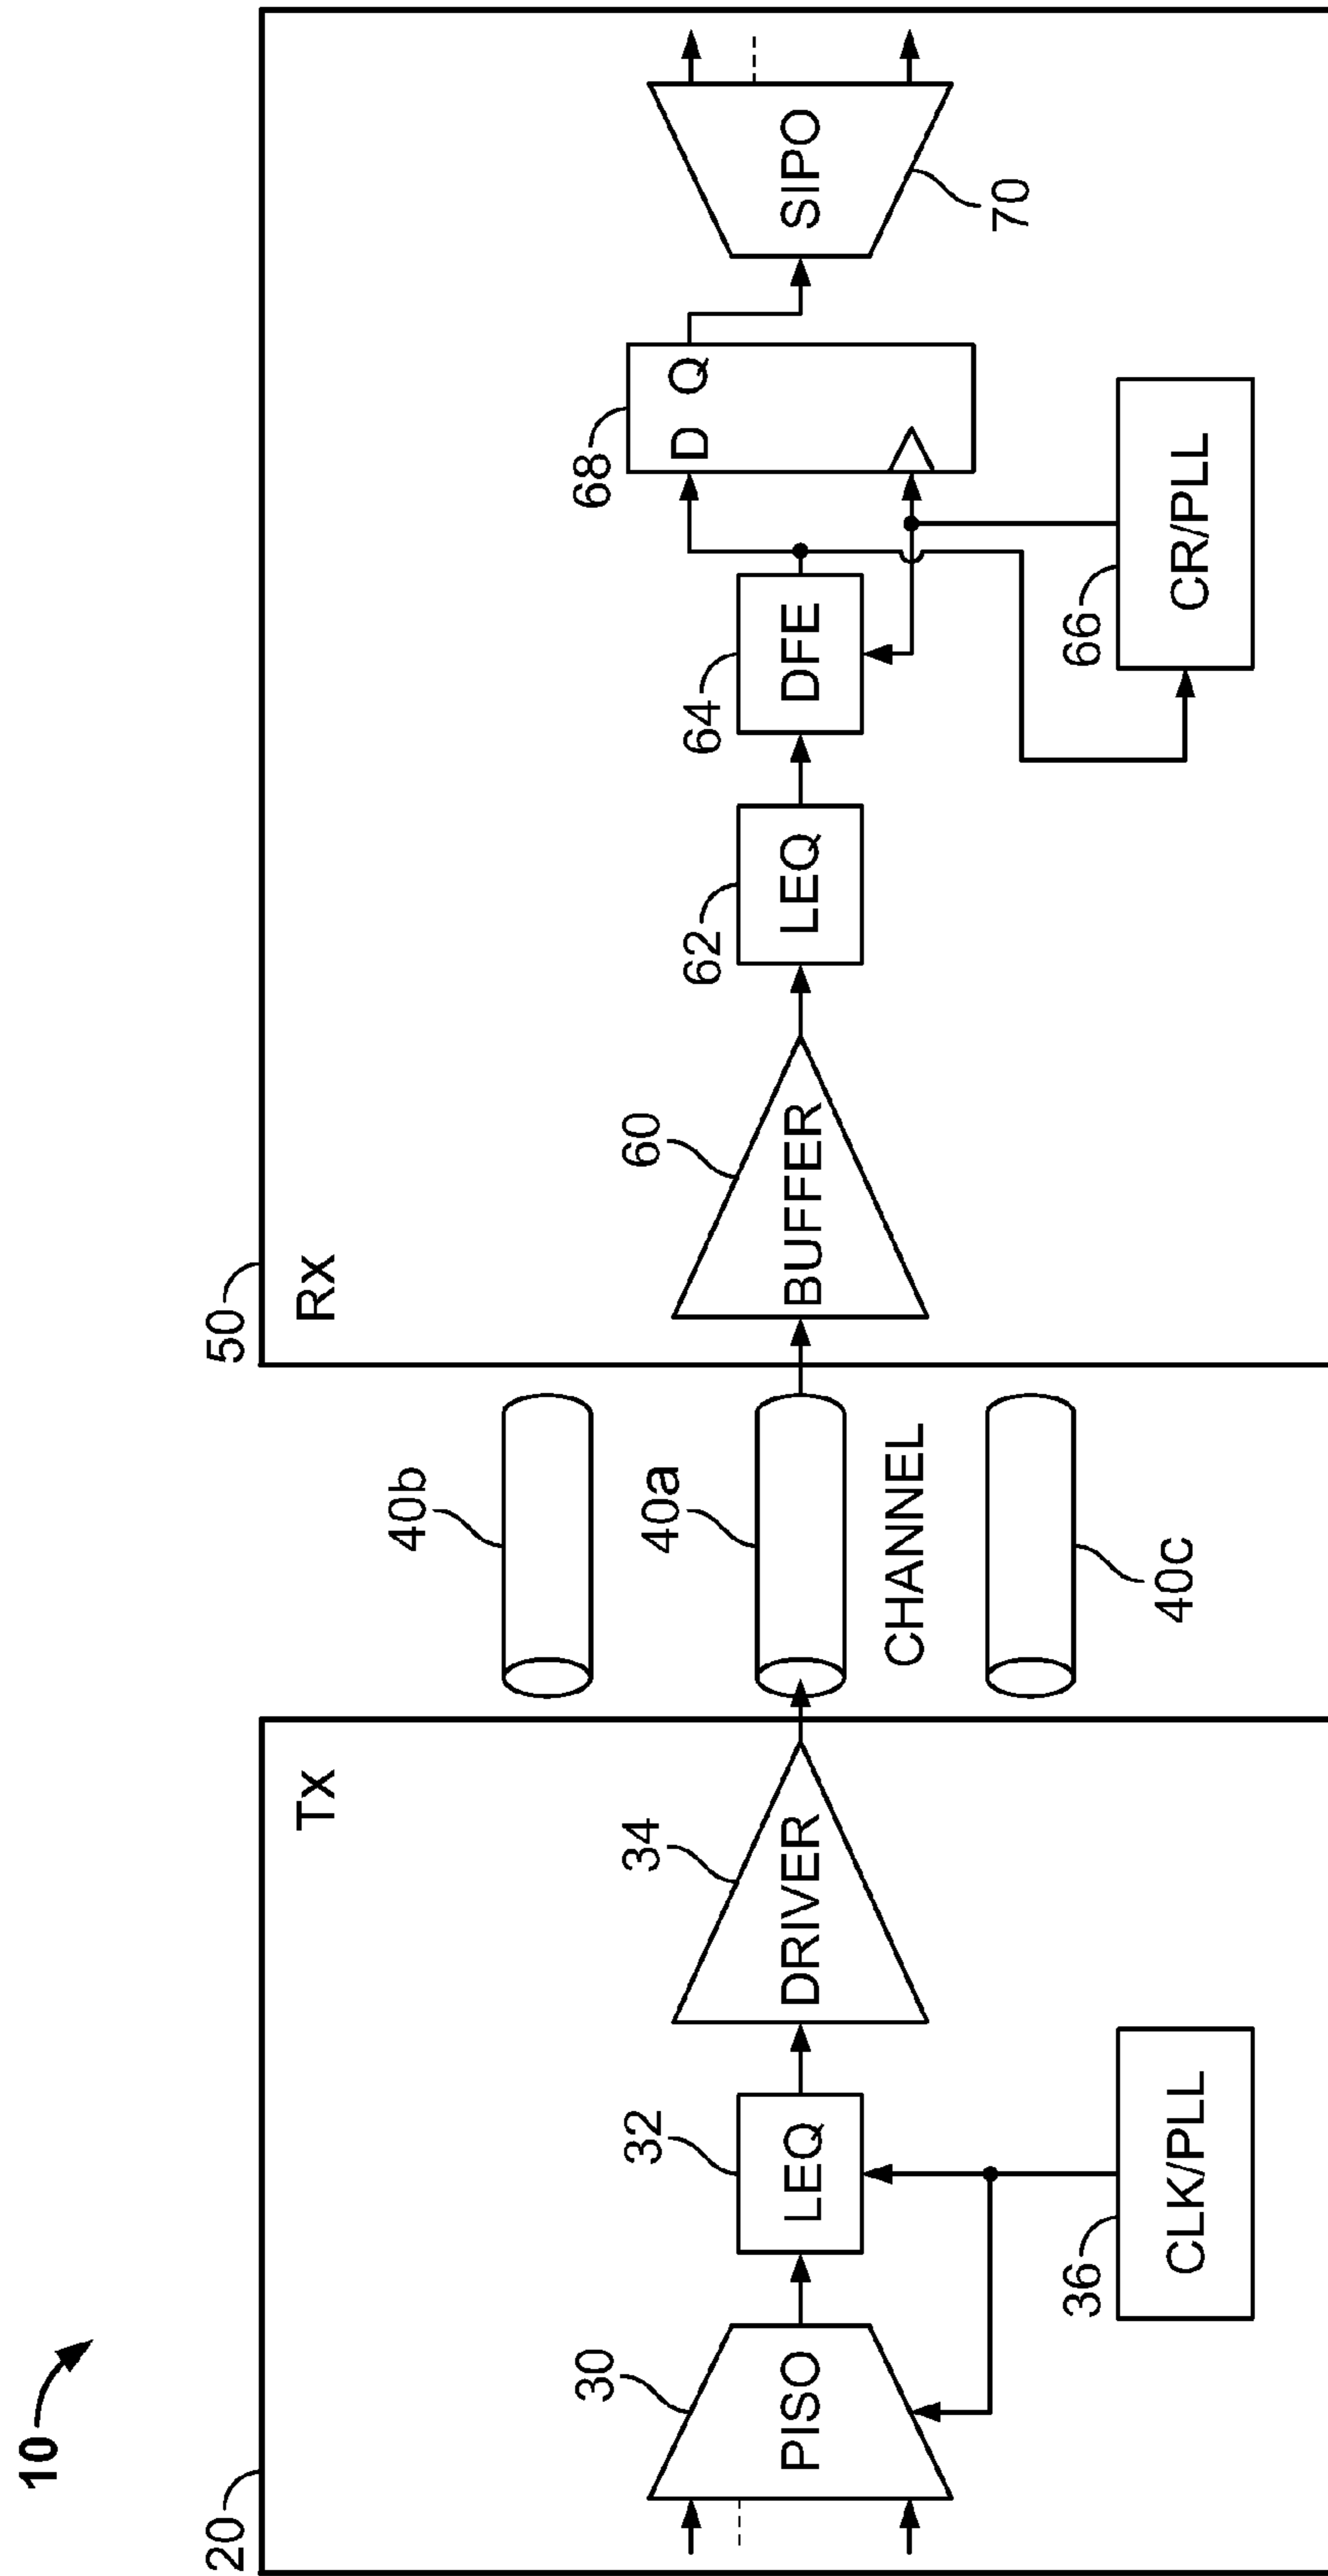 10
20
Tx
30
PISO
32
LEQ
34
DRIVER
36
CLK/PLL
40b
40a
CHANNEL
40c
50
Rx
60
BUFFER
62
LEQ
64
DFE
66
CR/PLL
68
D Q
SIPO
70